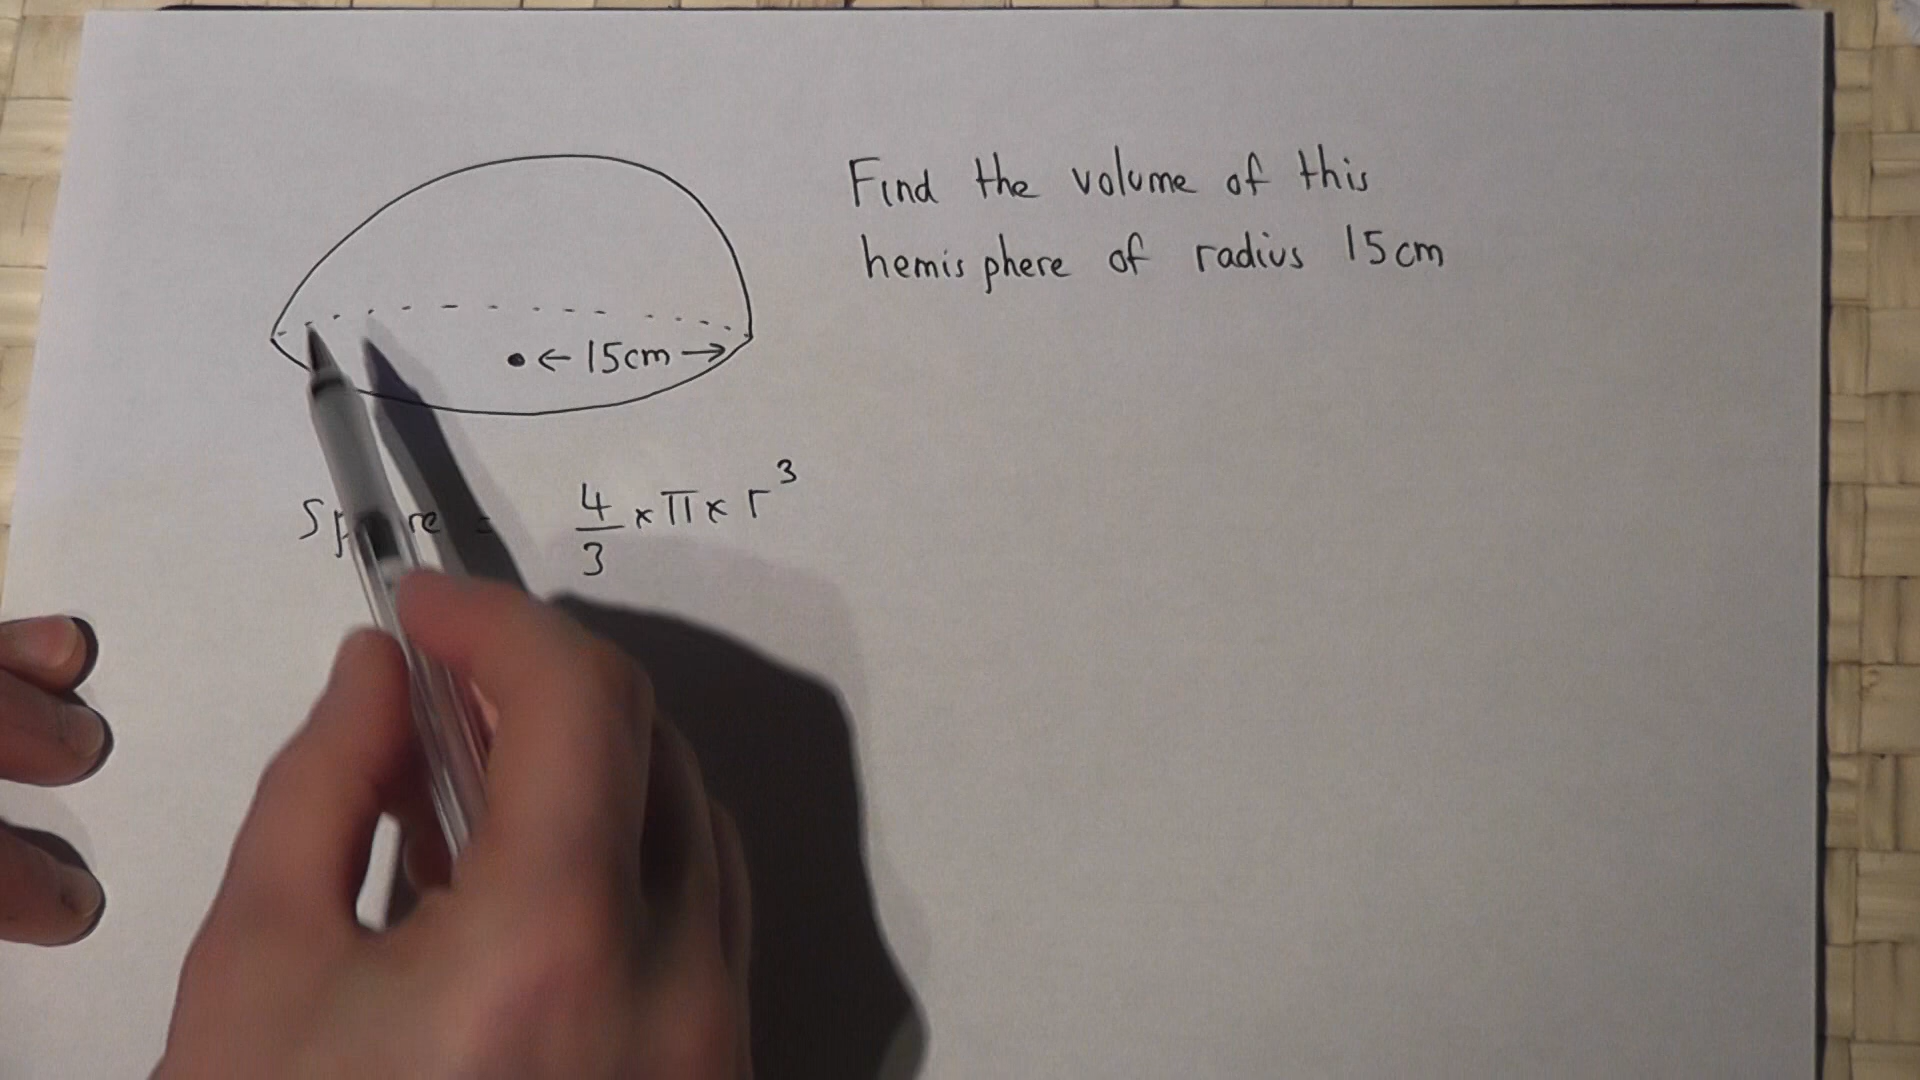 Find the volume of this
hemisphere of radius 15cm
15cm
= 4/3 × π × r³